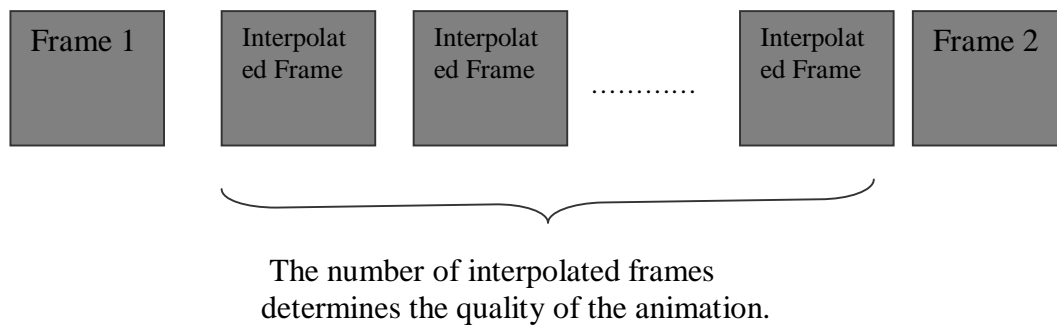 Frame 1
Interpolat
ed Frame
Interpolat
ed Frame
…………
Interpolat
ed Frame
Frame 2
The number of interpolated frames
determines the quality of the animation.